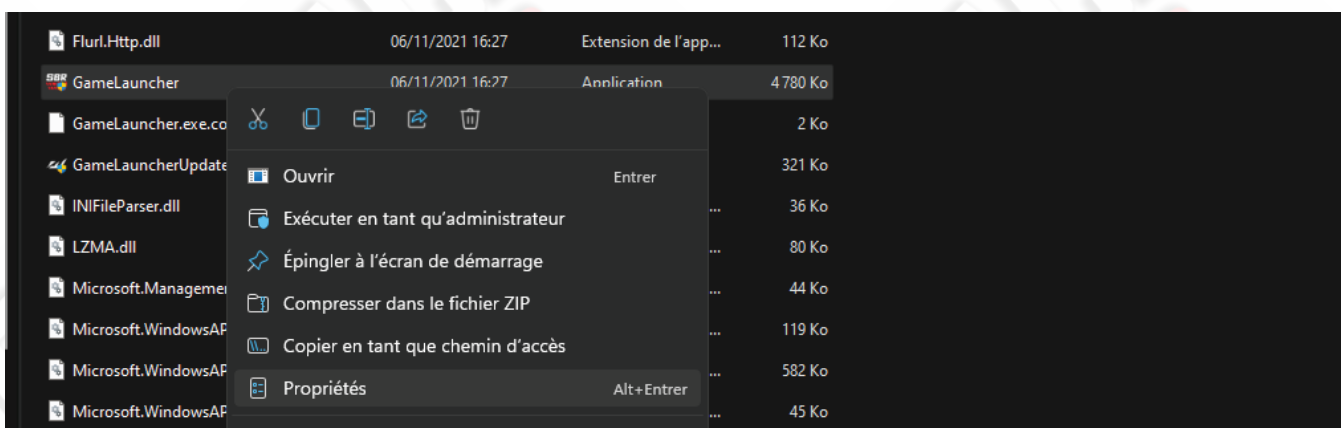 Flurl.Http.dll 06/11/2021 16:27 Extension de l'app... 112 Ko
SBR GameLauncher 06/11/2021 16:27 Application 4 780 Ko
GameLauncher.exe.co 2 Ko
GameLauncherUpdate 321 Ko
Ouvrir Entrer
INIFileParser.dll ... 36 Ko
Exécuter en tant qu'administrateur
LZMA.dll ... 80 Ko
Épingler à l'écran de démarrage
Microsoft.Manageme ... 44 Ko
Compresser dans le fichier ZIP
Microsoft.WindowsAP ... 119 Ko
Copier en tant que chemin d'accès
Microsoft.WindowsAP ... 582 Ko
Propriétés Alt+Entrer
Microsoft.WindowsAP ... 45 Ko